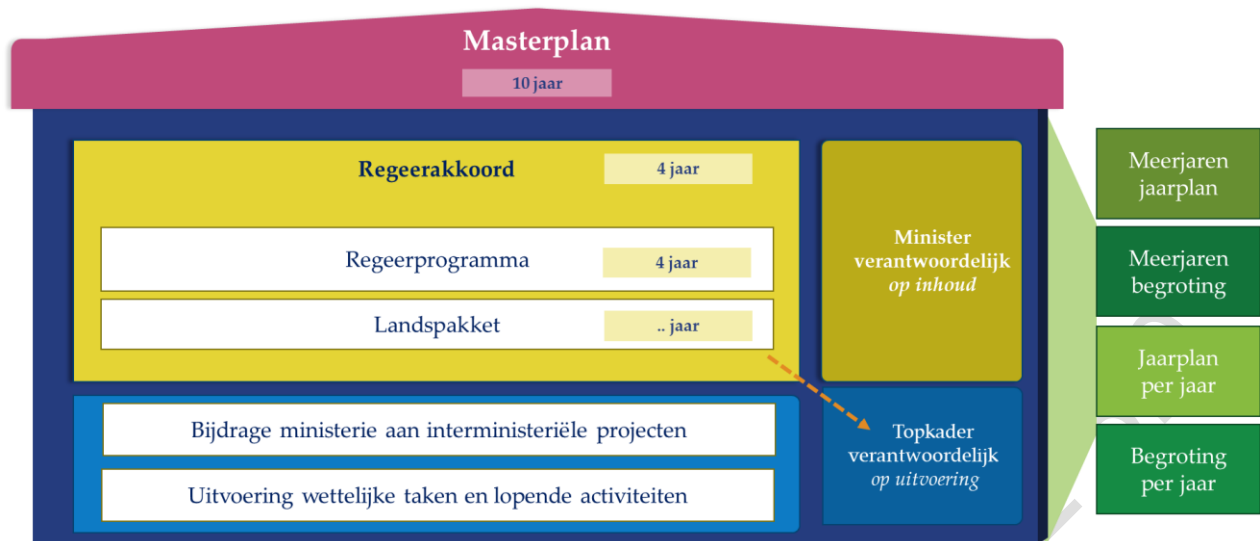 Masterplan
10 jaar
Regeerakkoord
4 jaar
Regeerprogramma
4 jaar
Landspakket
.. jaar
Minister
verantwoordelijk
op inhoud
Bijdrage ministerie aan interministeriële projecten
Uitvoering wettelijke taken en lopende activiteiten
Topkader
verantwoordelijk
op uitvoering
Meerjaren
jaarplan
Meerjaren
begroting
Jaarplan
per jaar
Begroting
per jaar